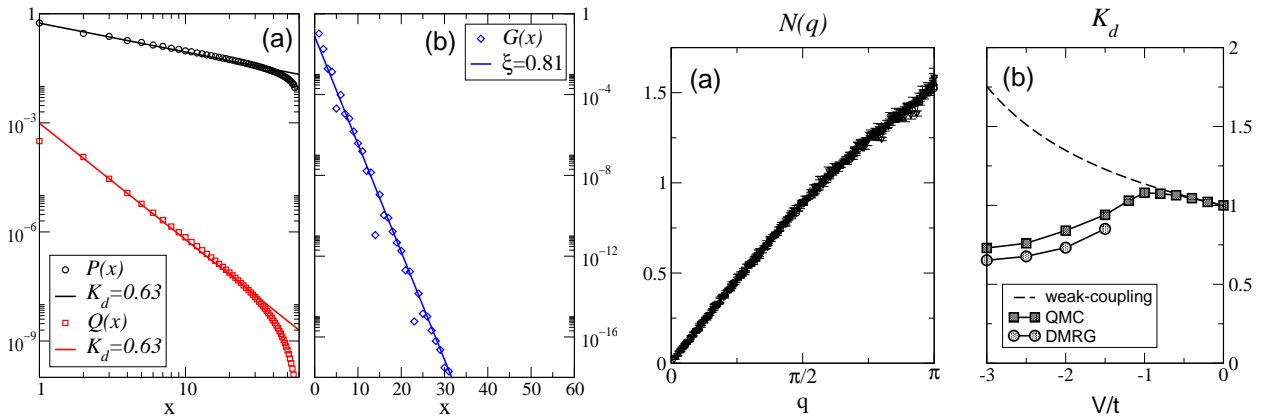 (a)
P(x)
K_d=0.63
Q(x)
K_d=0.63
1
10^-3
10^-6
10^-9
1
10
x
(b)
G(x)
ξ=0.81
1
10^-4
10^-8
10^-12
10^-16
0
10
20
30
40
50
60
x
N(q)
(a)
1.5
1
0.5
0
0
π/2
π
q
K_d
(b)
2
1.5
1
0.5
0
weak-coupling
QMC
DMRG
-3
-2
-1
0
V/t